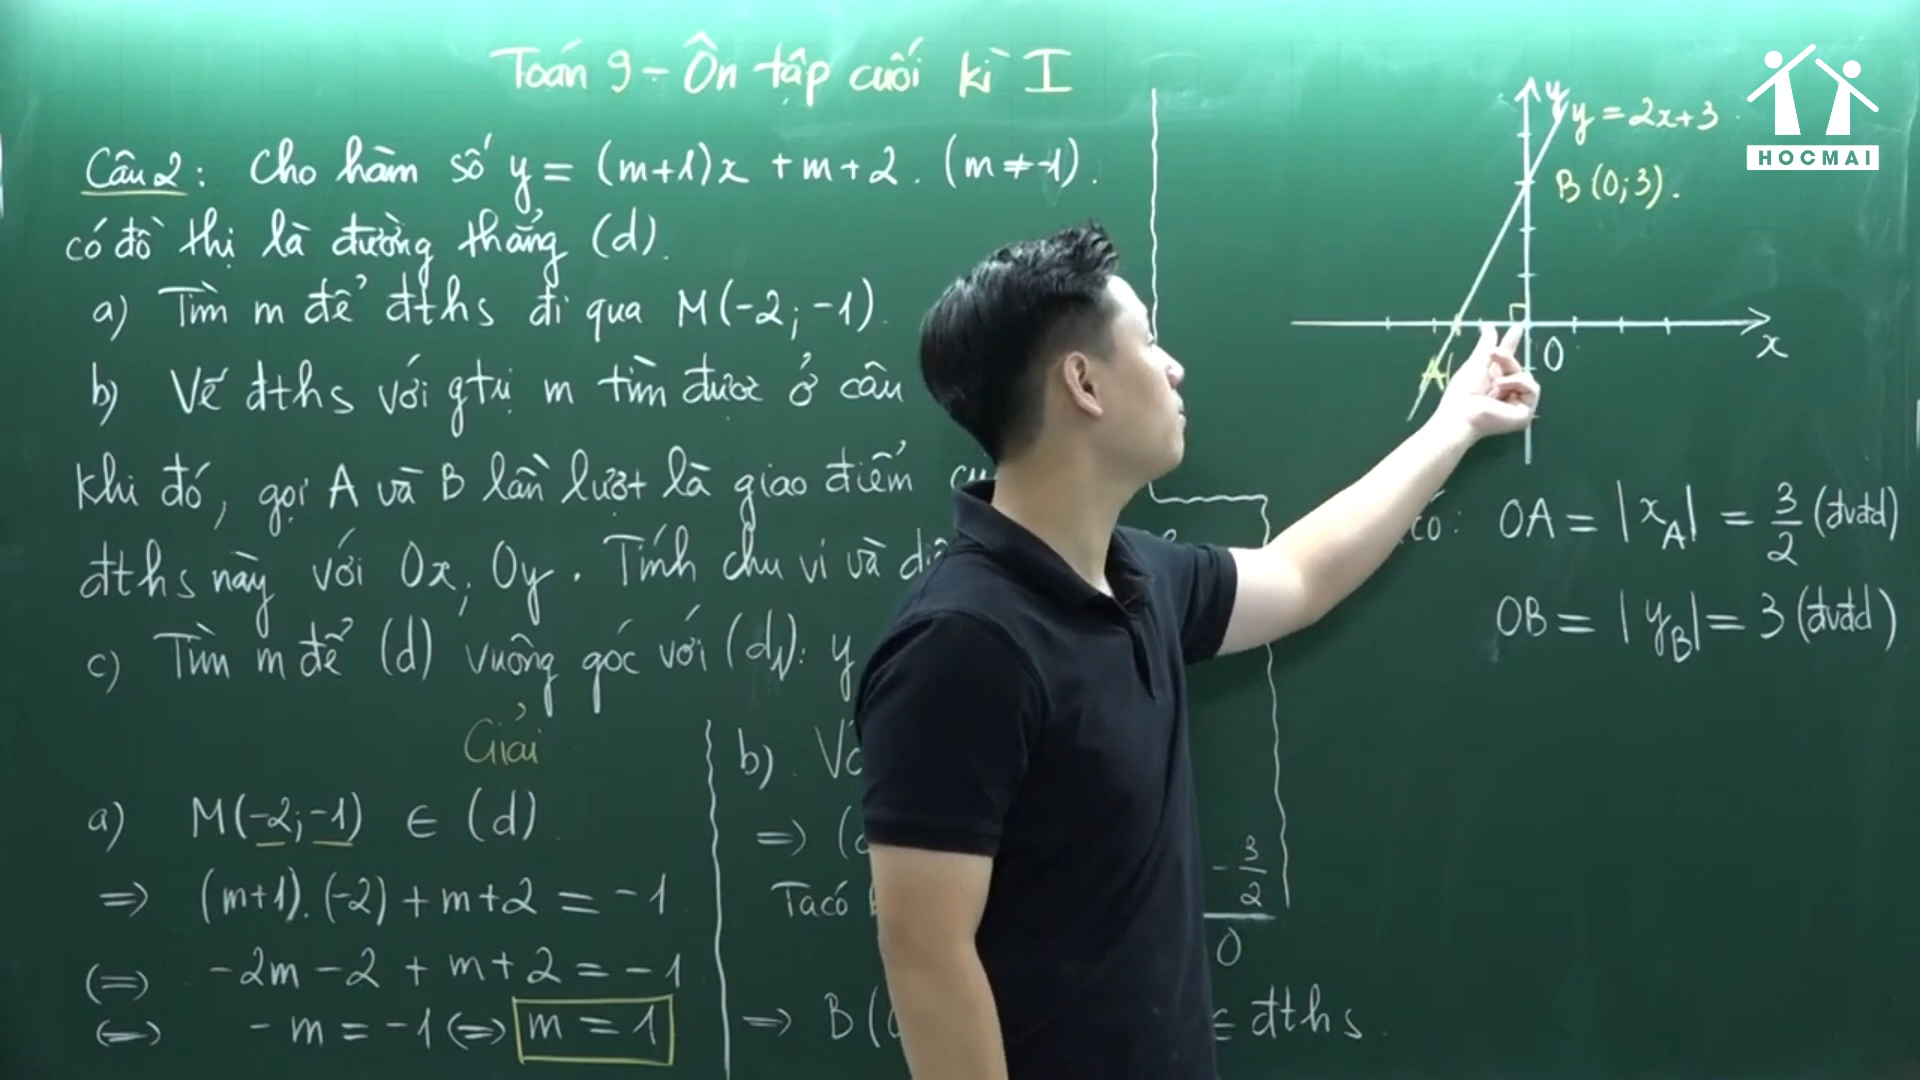 Toán 9 - Ôn tập cuối kì I
Câu 2: Cho hàm số y = (m+1)x + m + 2. (m ≠ -1).
có đồ thị là đường thẳng (d).
a) Tìm m để đths đi qua M(-2; -1).
b) Vẽ đths với gtrị m tìm được ở câu
Khi đó, gọi A và B lần lượt là giao điểm
đths này với Ox; Oy. Tính chu vi và
c) Tìm m để (d) vuông góc với (d₁): y
Giải
a) M(-2; -1) ∈ (d).
=> (m+1).(-2) + m+2 = -1
(=) -2m - 2 + m + 2 = -1
(=) -m = -1 (=) m = 1
b)
=> (
Ta có
-3/2
0
=> B( ∈ đths.
y
y = 2x+3
B (0; 3).
A
O
x
có: OA = |x_A| = 3/2 (đvđd)
OB = |y_B| = 3 (đvđd)
HOCMAI